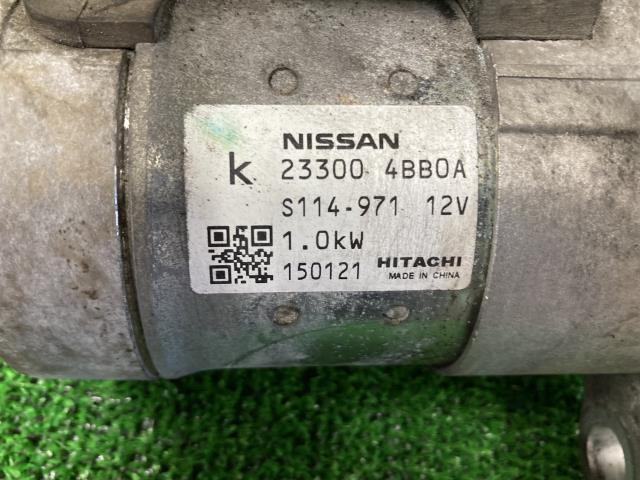 NISSAN
k 23300 4BB0A
S114-971 12V
1.0kW
150121 HITACHI
MADE IN CHINA